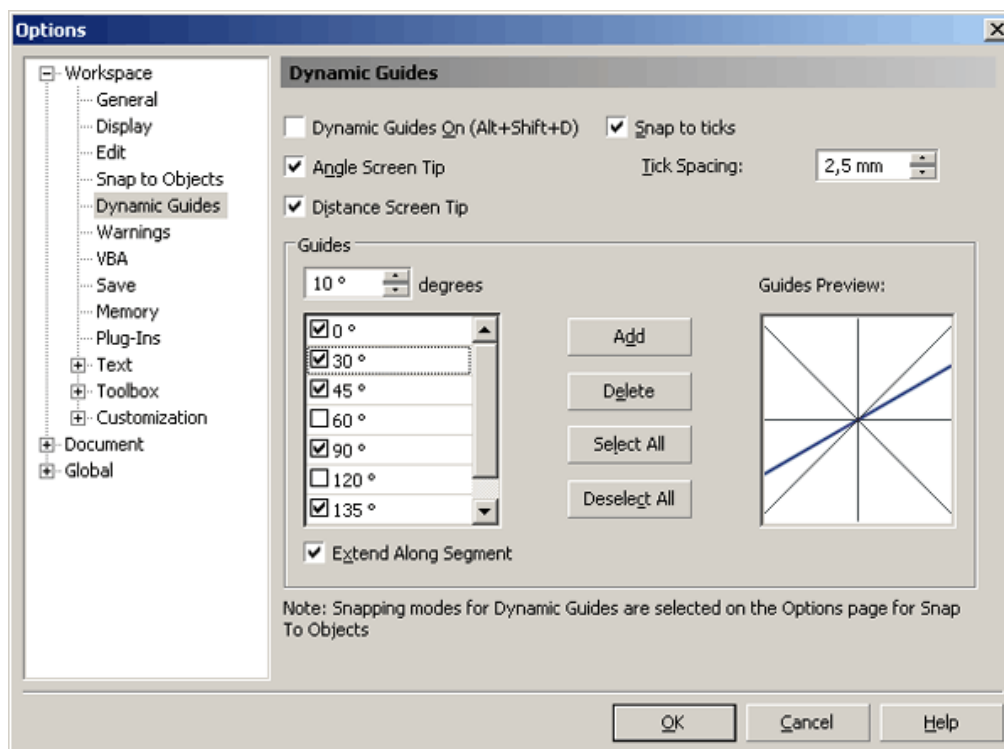 Options
Workspace
General
Display
Edit
Snap to Objects
Dynamic Guides
Warnings
VBA
Save
Memory
Plug-Ins
Text
Toolbox
Customization
Document
Global
Dynamic Guides
Dynamic Guides On (Alt+Shift+D)
Snap to ticks
Angle Screen Tip
Tick Spacing:
2,5 mm
Distance Screen Tip
Guides
10 °
degrees
0 °
30 °
45 °
60 °
90 °
120 °
135 °
Add
Delete
Select All
Deselect All
Guides Preview:
Extend Along Segment
Note: Snapping modes for Dynamic Guides are selected on the Options page for Snap
To Objects
OK
Cancel
Help